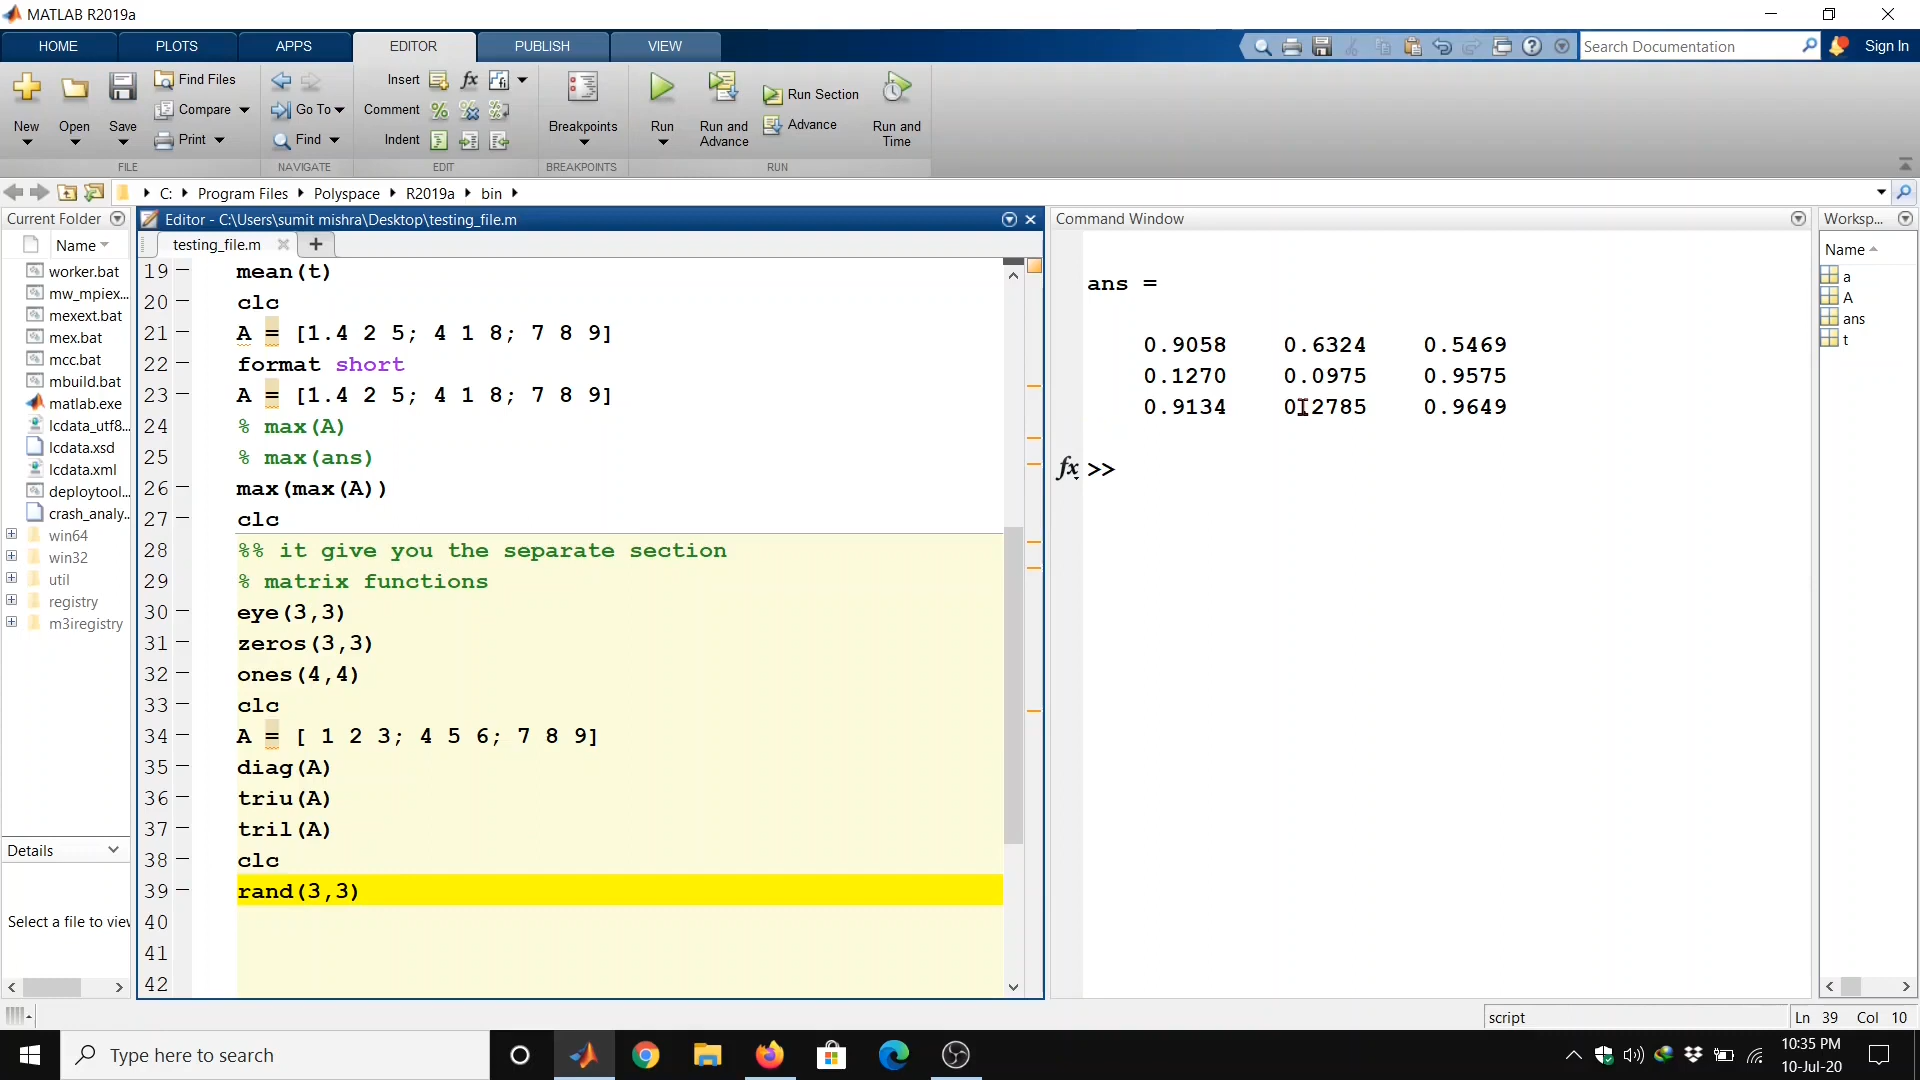 MATLAB R2019a
HOME PLOTS APPS EDITOR PUBLISH VIEW
Search Documentation
Sign In
New
Open
Save
Find Files
Compare
Print
Go To
Find
Insert fx
Comment
Indent
Breakpoints
Run
Run and Advance
Run Section
Advance
Run and Time
FILE NAVIGATE EDIT BREAKPOINTS RUN
C: Program Files Polyspace R2019a bin
Current Folder
Name
worker.bat
mw_mpiex...
mexext.bat
mex.bat
mcc.bat
mbuild.bat
matlab.exe
lcdata_utf8...
lcdata.xsd
lcdata.xml
deploytool...
crash_analy...
win64
win32
util
registry
m3iregistry
Details
Select a file to view
Editor - C:\Users\sumit mishra\Desktop\testing_file.m
testing_file.m
19 mean(t)
20 clc
21 A = [1.4 2 5; 4 1 8; 7 8 9]
22 format short
23 A = [1.4 2 5; 4 1 8; 7 8 9]
24 % max(A)
25 % max(ans)
26 max(max(A))
27 clc
28 %% it give you the separate section
29 % matrix functions
30 eye(3,3)
31 zeros(3,3)
32 ones(4,4)
33 clc
34 A = [ 1 2 3; 4 5 6; 7 8 9]
35 diag(A)
36 triu(A)
37 tril(A)
38 clc
39 rand(3,3)
40
41
42
Command Window
ans =
0.9058 0.6324 0.5469
0.1270 0.0975 0.9575
0.9134 0.2785 0.9649
fx >>
Worksp...
Name
a
A
ans
t
script
Ln 39 Col 10
Type here to search
10:35 PM
10-Jul-20